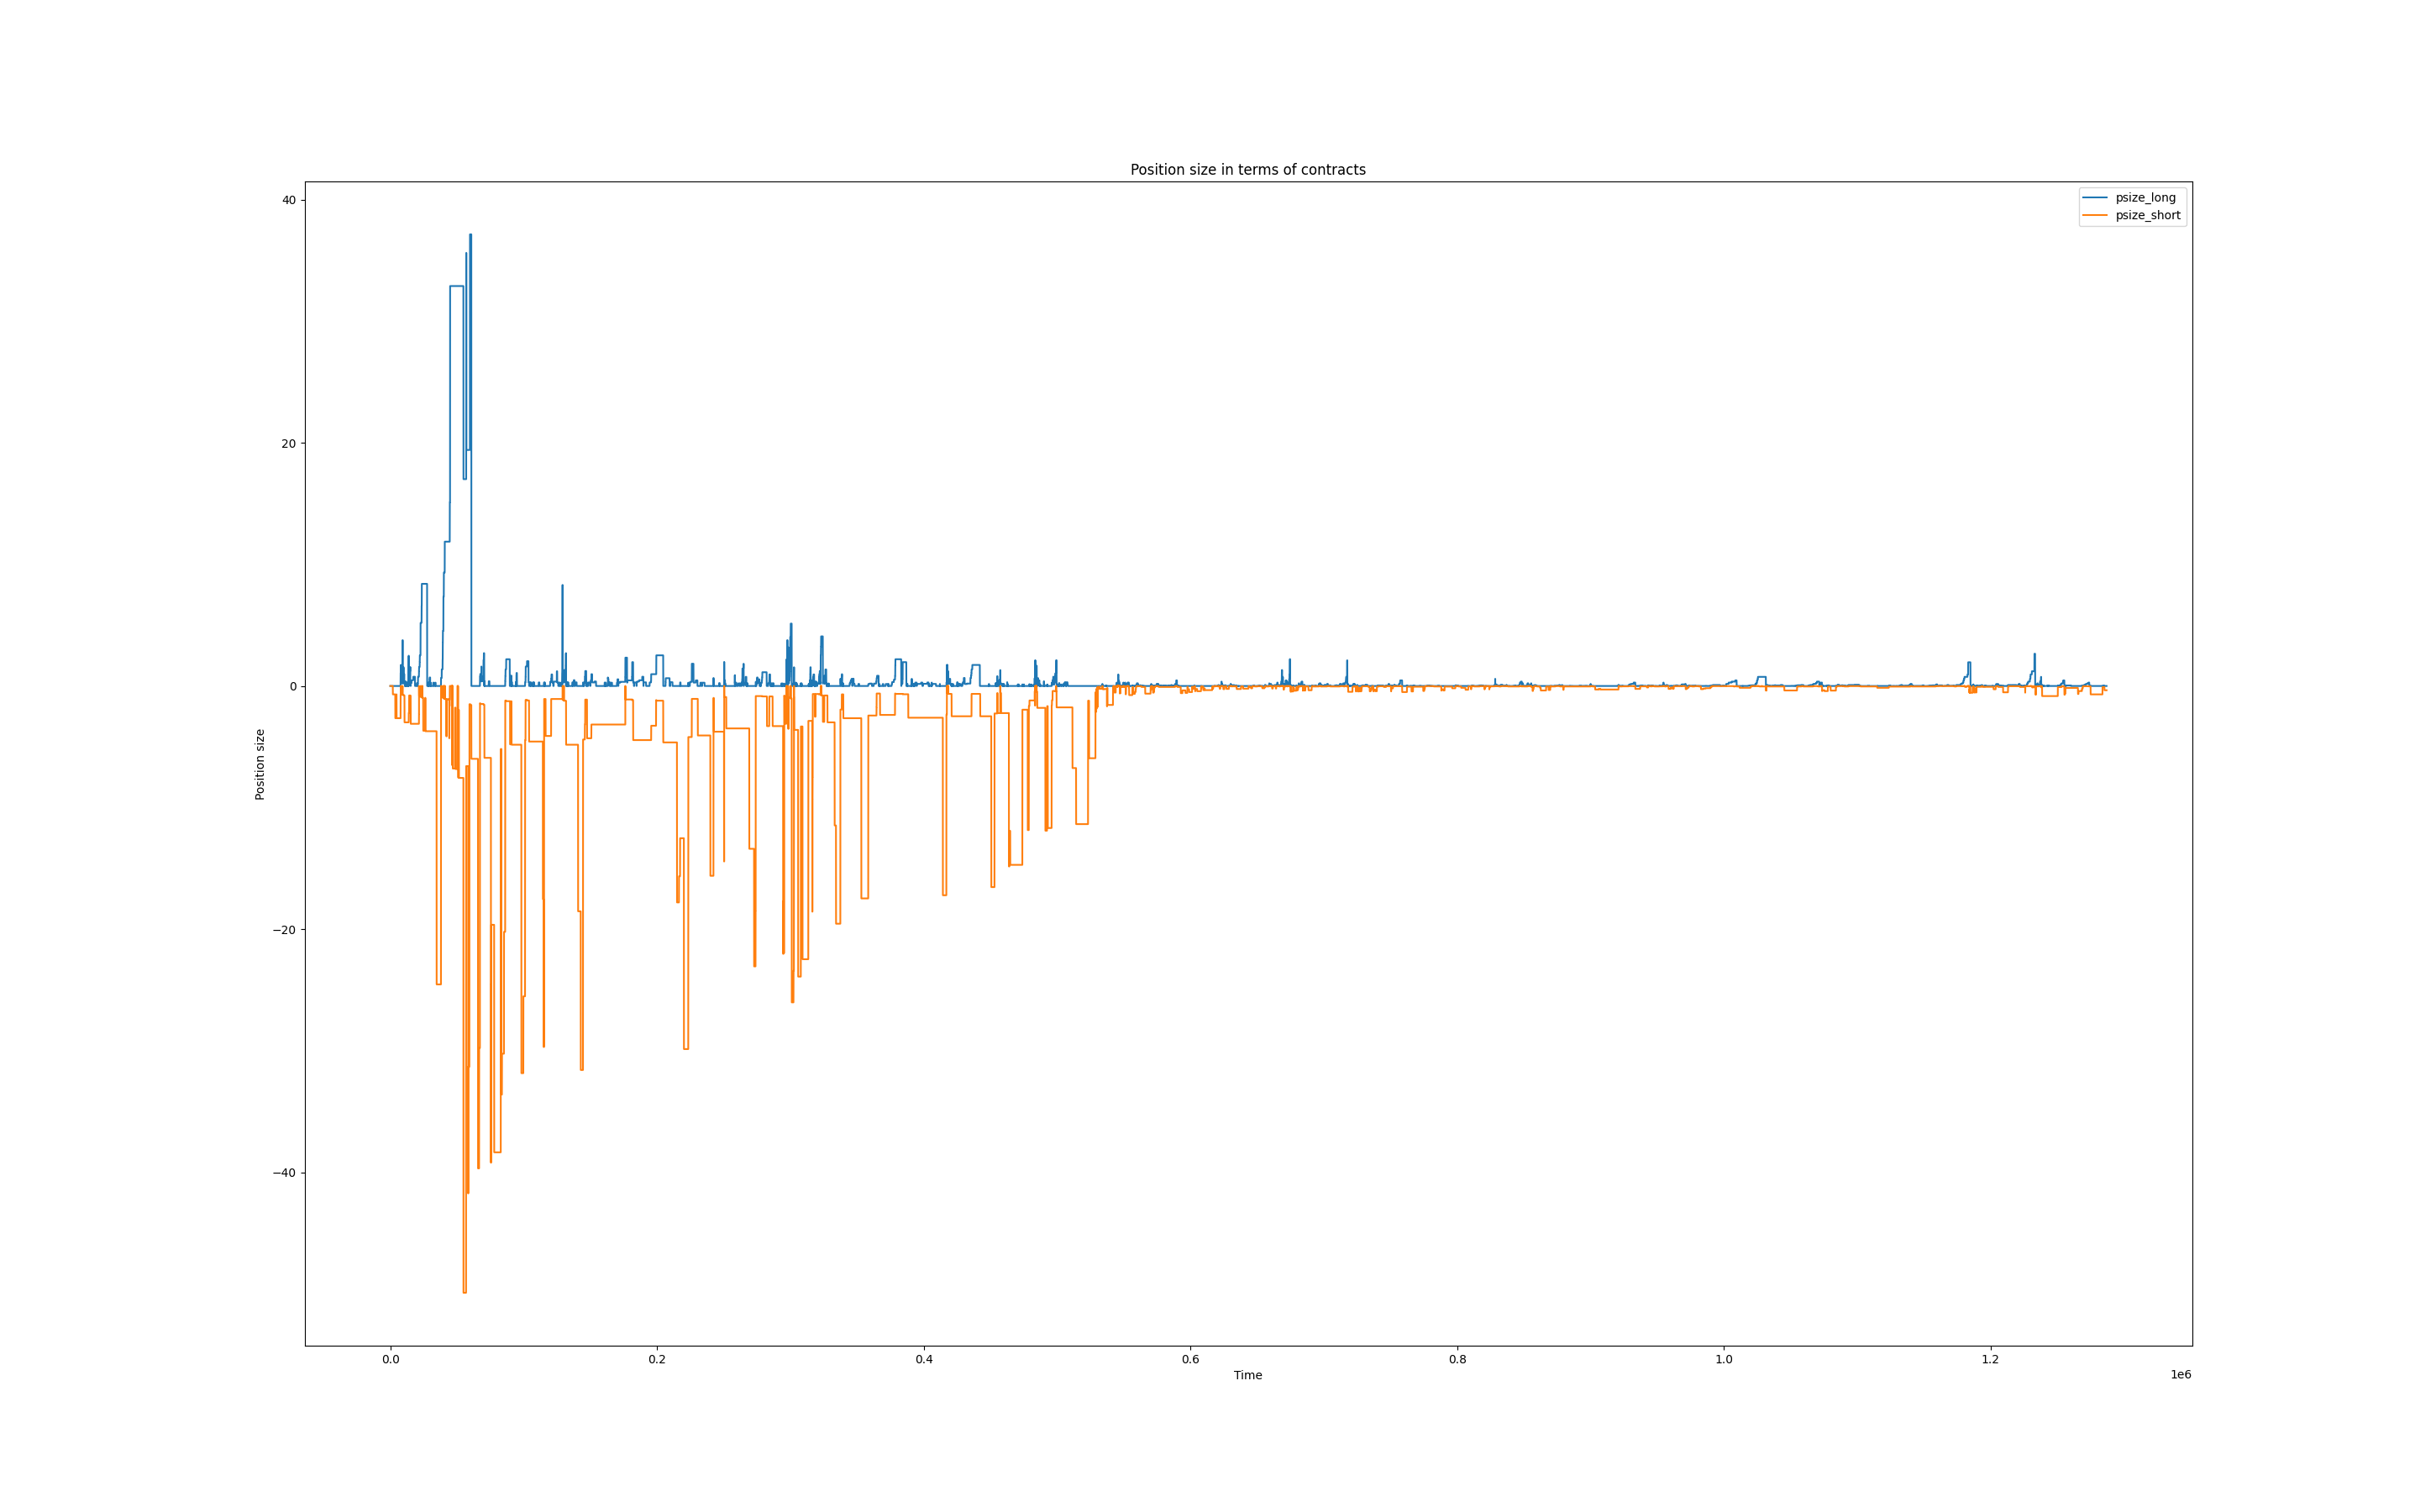 Position size in terms of contracts
psize_long
psize_short
40
20
0
−20
−40
Position size
0.0
0.2
0.4
0.6
0.8
1.0
1.2
1e6
Time